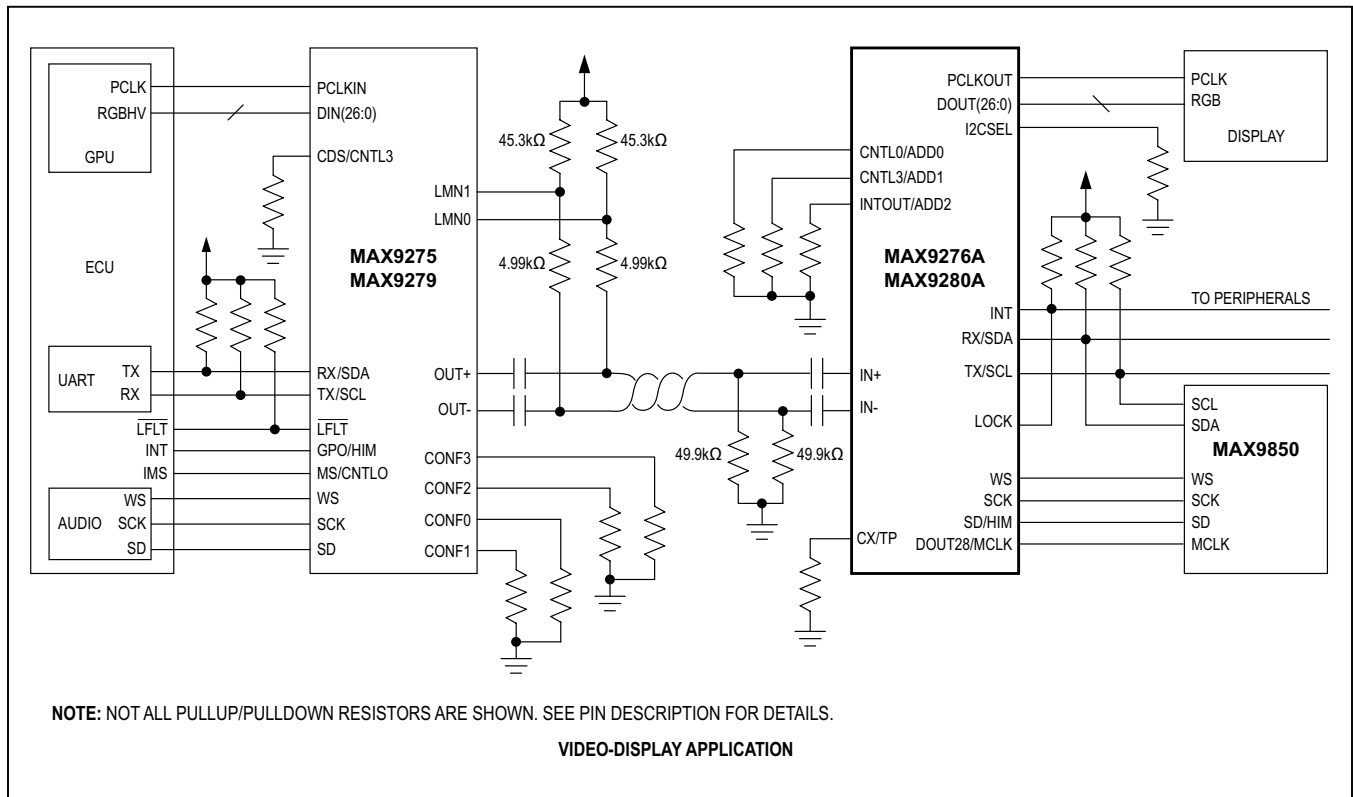 PCLK
RGBHV
GPU
ECU
UART
TX
RX
LFLT
INT
IMS
WS
AUDIO
SCK
SD
PCLKIN
DIN(26:0)
CDS/CNTL3
LMN1
LMN0
MAX9275
MAX9279
RX/SDA
TX/SCL
LFLT
GPO/HIM
MS/CNTLO
WS
SCK
SD
OUT+
OUT-
CONF3
CONF2
CONF0
CONF1
45.3kΩ
45.3kΩ
4.99kΩ
4.99kΩ
49.9kΩ
49.9kΩ
PCLKOUT
DOUT(26:0)
I2CSEL
CNTL0/ADD0
CNTL3/ADD1
INTOUT/ADD2
MAX9276A
MAX9280A
INT
RX/SDA
TX/SCL
IN+
IN-
LOCK
WS
SCK
SD/HIM
CX/TP
DOUT28/MCLK
PCLK
RGB
DISPLAY
TO PERIPHERALS
SCL
SDA
MAX9850
WS
SCK
SD
MCLK
NOTE: NOT ALL PULLUP/PULLDOWN RESISTORS ARE SHOWN. SEE PIN DESCRIPTION FOR DETAILS.
VIDEO-DISPLAY APPLICATION